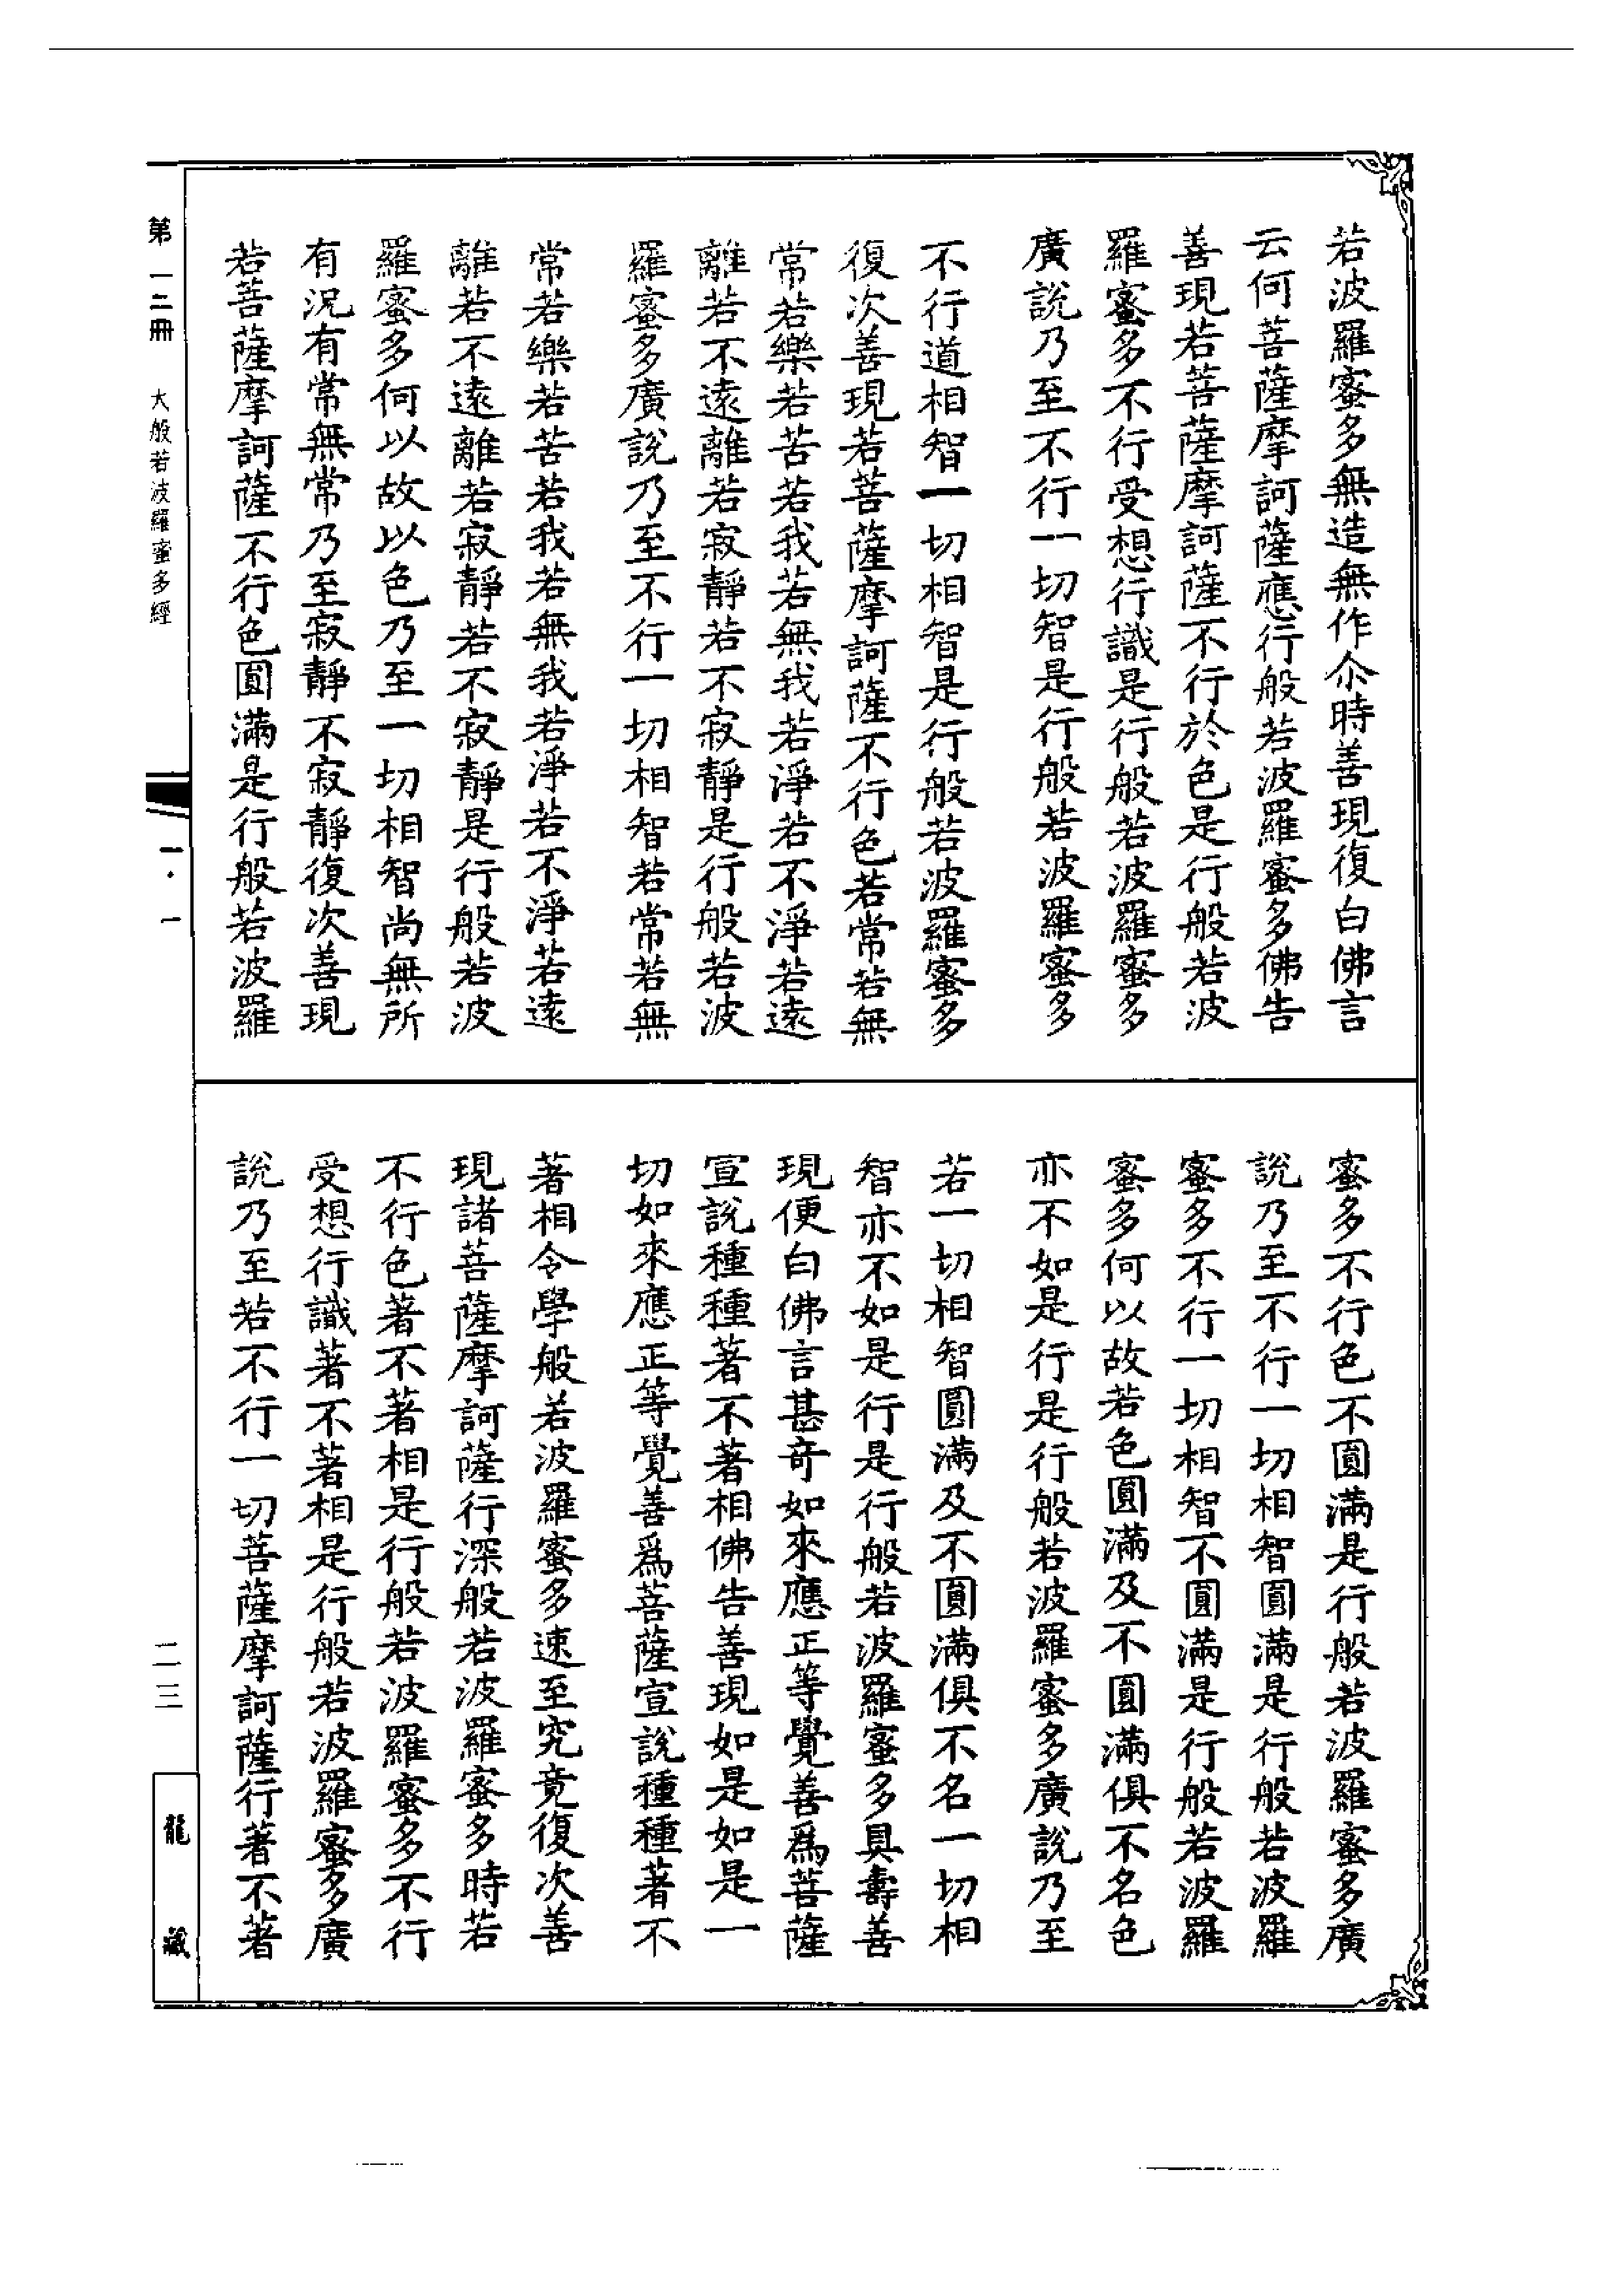 若波羅蜜多無造無作尒時善現復白佛言
云何菩薩摩訶薩應行般若波羅蜜多佛告
善現若菩薩摩訶薩不行於色是行般若波
羅蜜多不行受想行識是行般若波羅蜜多
廣說乃至不行一切智是行般若波羅蜜多
不行道相智一切相智是行般若波羅蜜多
復次善現若菩薩摩訶薩不行色若常若無
常若樂若苦若我若無我若淨若不淨若遠
離若不遠離若寂靜若不寂靜是行般若波
羅蜜多廣說乃至不行一切相智若常若無
常若樂若苦若我若無我若淨若不淨若遠
離若不遠離若寂靜若不寂靜是行般若波
羅蜜多何以故以色乃至一切相智尚無所
有況有常無常乃至寂靜不寂靜復次善現
若菩薩摩訶薩不行色圓滿是行般若波羅
蜜多不行色不圓滿是行般若波羅蜜多廣
說乃至不行一切相智圓滿是行般若波羅
蜜多不行一切相智不圓滿是行般若波羅
蜜多何以故若色圓滿及不圓滿俱不名色
亦不如是行是行般若波羅蜜多廣說乃至
若一切相智圓滿及不圓滿俱不名一切相
智亦不如是行是行般若波羅蜜多具壽善
現便白佛言甚奇如來應正等覺善爲菩薩
宣說種種著不著相佛告善現如是如是一
切如來應正等覺善爲菩薩宣說種種著不
著相令學般若波羅蜜多速至究竟復次善
現諸菩薩摩訶薩行深般若波羅蜜多時若
不行色著不著相是行般若波羅蜜多不行
受想行識著不著相是行般若波羅蜜多廣
說乃至若不行一切菩薩摩訶薩行著不著
第一二冊 大般若波羅蜜多經
一·一
二三
龍藏